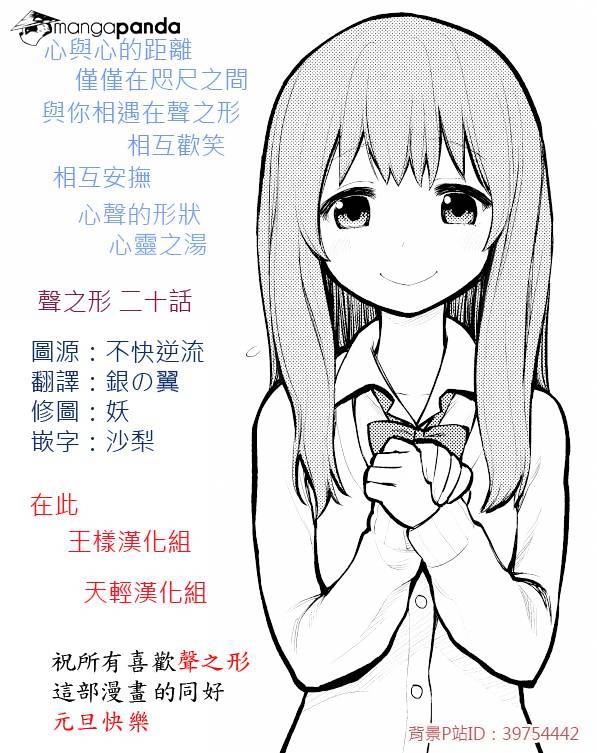 mangapanda
心與心的距離
僅僅在咫尺之間
與你相遇在聲之形
相互歡笑
相互安撫
心聲的形狀
心靈之湯
聲之形 二十話
圖源：不快逆流
翻譯：銀の翼
修圖：妖
嵌字：沙梨
在此
王樣漢化組
天輕漢化組
祝所有喜歡聲之形
這部漫畫的同好
元旦快樂
背景P站ID：39754442